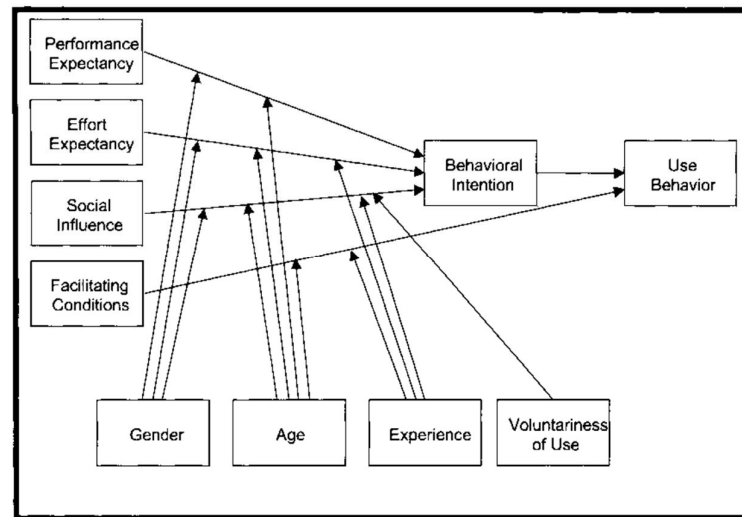 Performance
Expectancy
Effort
Expectancy
Social
Influence
Facilitating
Conditions
Behavioral
Intention
Use
Behavior
Gender
Age
Experience
Voluntariness
of Use